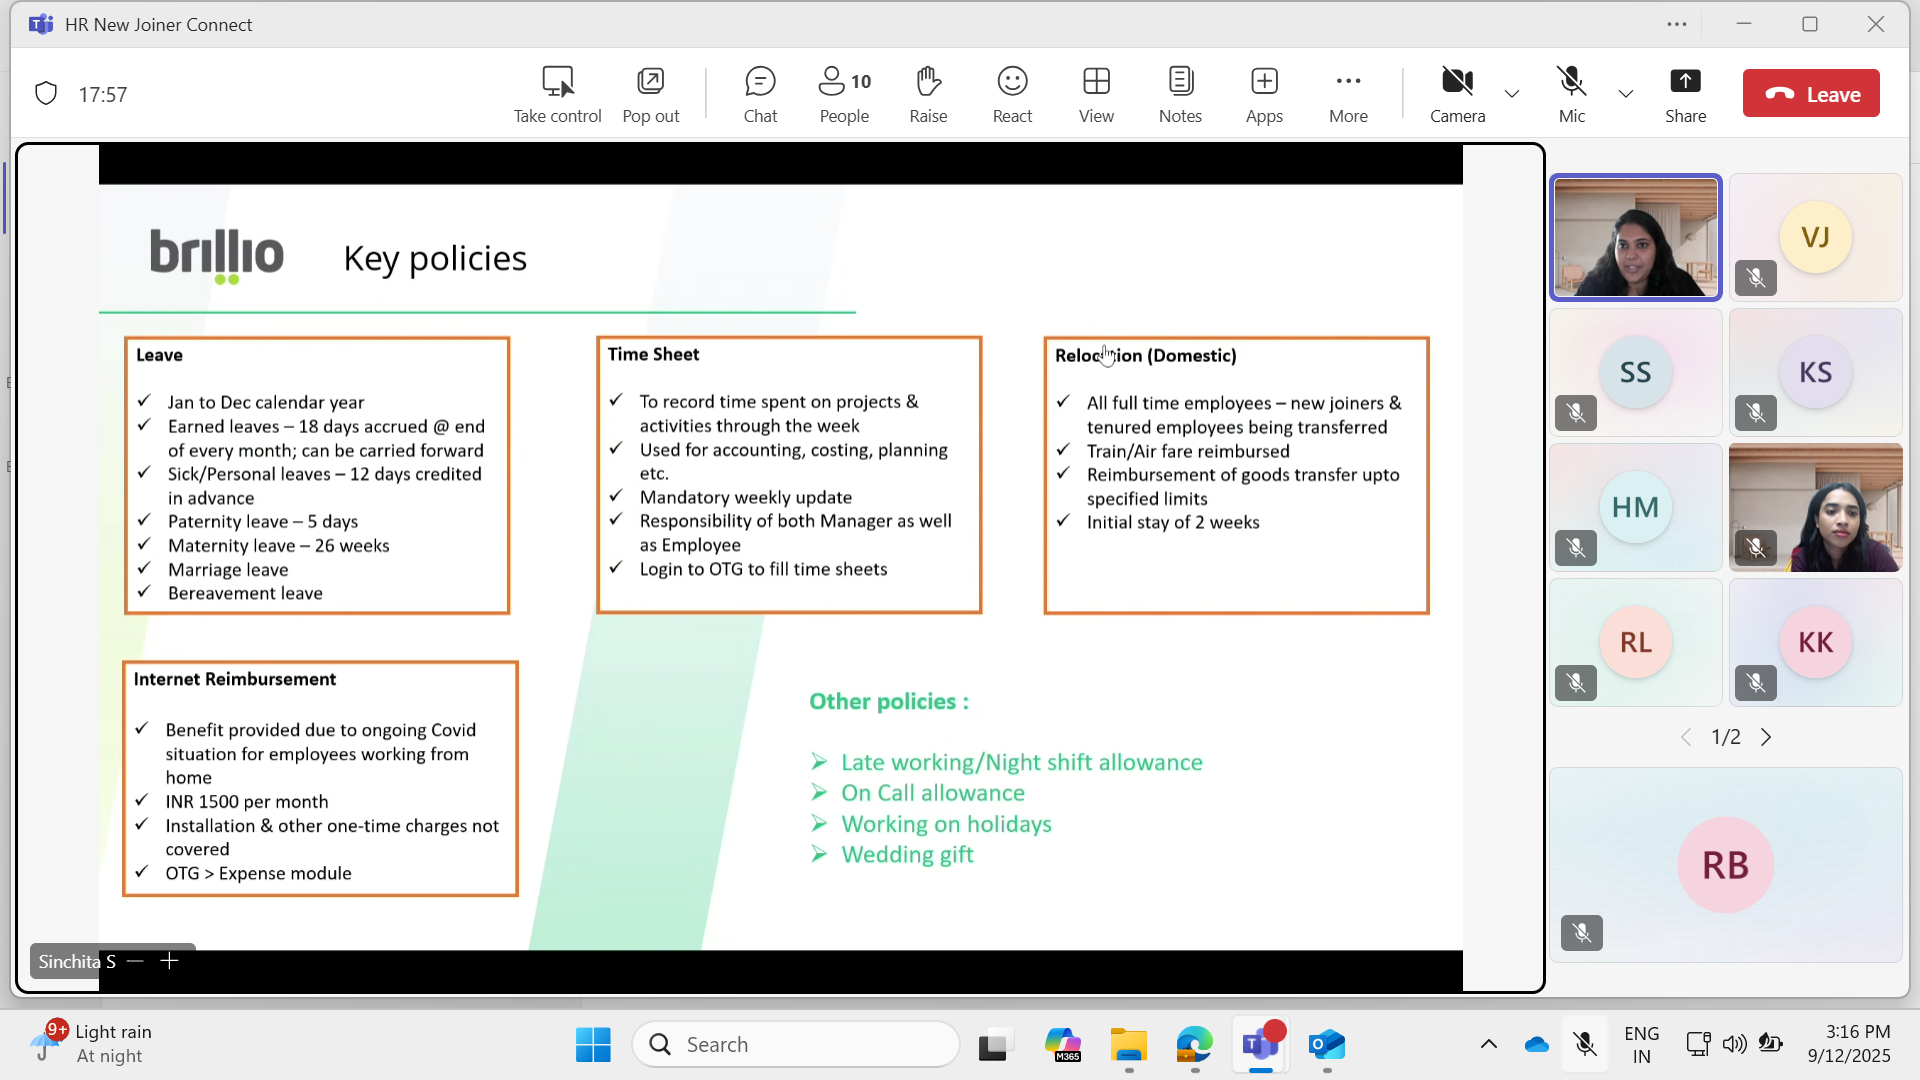 HR New Joiner Connect
17:57
Take control
Pop out
Chat
10
People
Raise
React
View
Notes
Apps
More
Camera
Mic
Share
Leave
brillio
Key policies
Leave
Jan to Dec calendar year
Earned leaves – 18 days accrued @ end
of every month; can be carried forward
Sick/Personal leaves – 12 days credited
in advance
Paternity leave – 5 days
Maternity leave – 26 weeks
Marriage leave
Bereavement leave
Time Sheet
To record time spent on projects &
activities through the week
Used for accounting, costing, planning
etc.
Mandatory weekly update
Responsibility of both Manager as well
as Employee
Login to OTG to fill time sheets
Relocation (Domestic)
All full time employees – new joiners &
tenured employees being transferred
Train/Air fare reimbursed
Reimbursement of goods transfer upto
specified limits
Initial stay of 2 weeks
Internet Reimbursement
Benefit provided due to ongoing Covid
situation for employees working from
home
INR 1500 per month
Installation & other one-time charges not
covered
OTG > Expense module
Other policies :
Late working/Night shift allowance
On Call allowance
Working on holidays
Wedding gift
Sinchita S
VJ
SS
KS
HM
RL
KK
1/2
RB
9+
Light rain
At night
Search
M365
ENG
IN
3:16 PM
9/12/2025